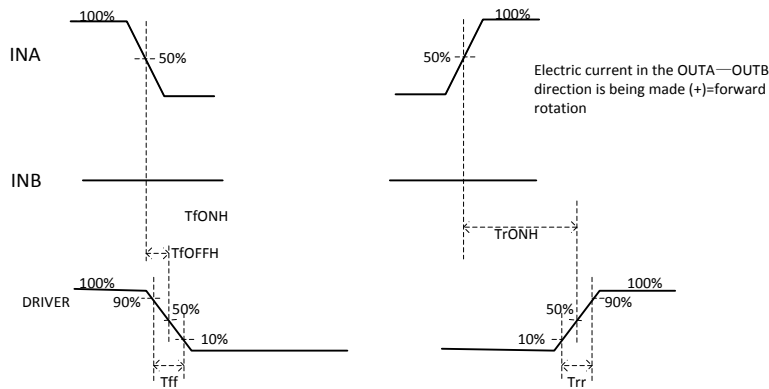 100%
100%
INA
50%
50%
Electric current in the OUTA—OUTB
direction is being made (+)=forward
rotation
INB
TfONH
TrONH
TfOFFH
100%
100%
DRIVER
90%
50%
50%
90%
10%
10%
Tff
Trr